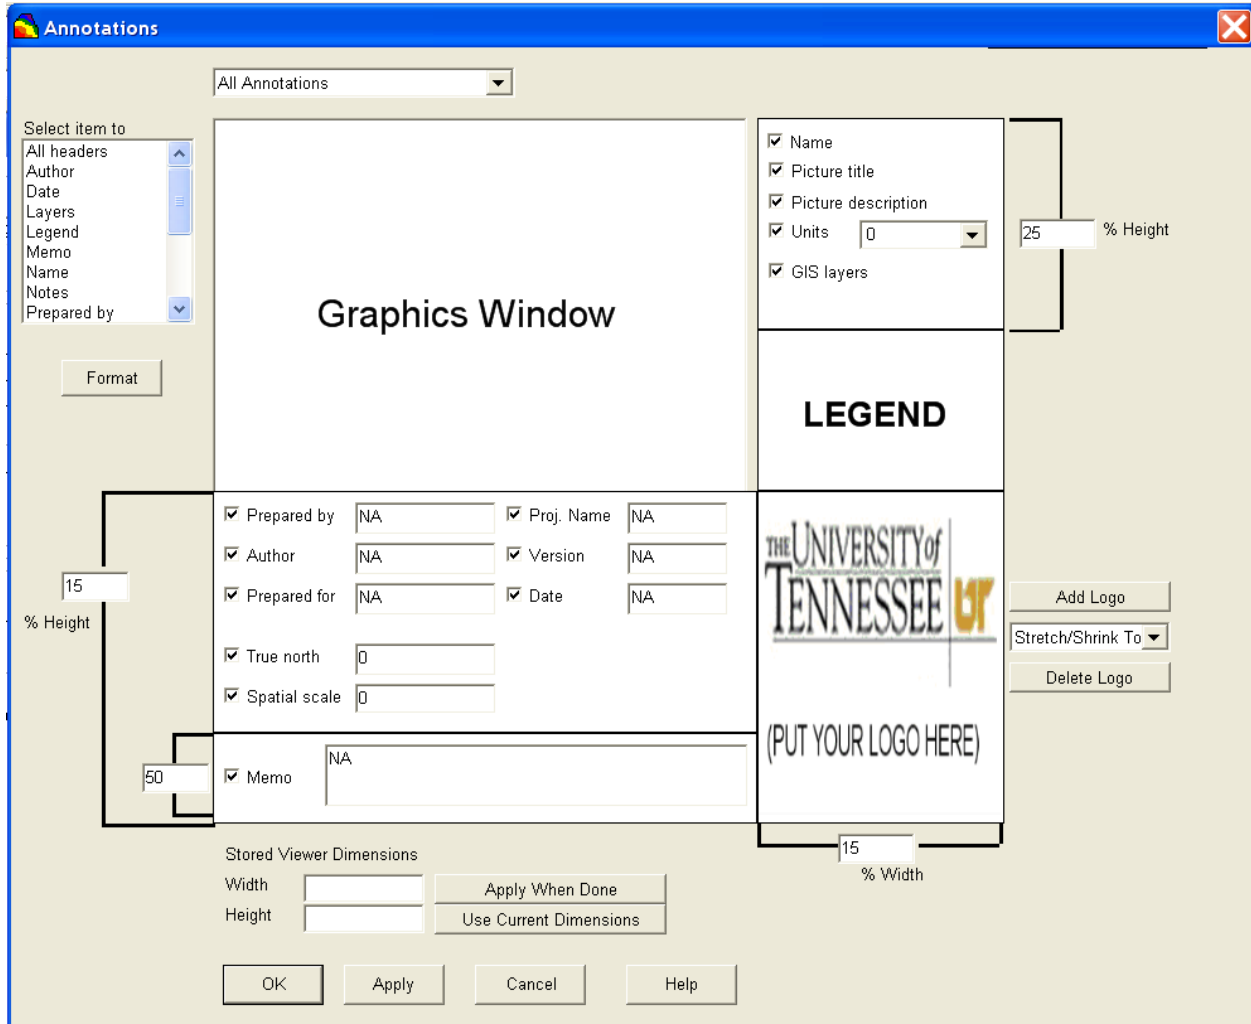 Annotations
All Annotations
Select item to
All headers
Author
Date
Layers
Legend
Memo
Name
Notes
Prepared by
Format
Graphics Window
Name
Picture title
Picture description
Units 0
GIS layers
25 % Height
LEGEND
15
% Height
Prepared by NA Proj. Name NA
Author NA Version NA
Prepared for NA Date NA
True north 0
Spatial scale 0
50 Memo NA
THE UNIVERSITY of
TENNESSEE UT
(PUT YOUR LOGO HERE)
Add Logo
Stretch/Shrink To
Delete Logo
15
% Width
Stored Viewer Dimensions
Width Apply When Done
Height Use Current Dimensions
OK Apply Cancel Help